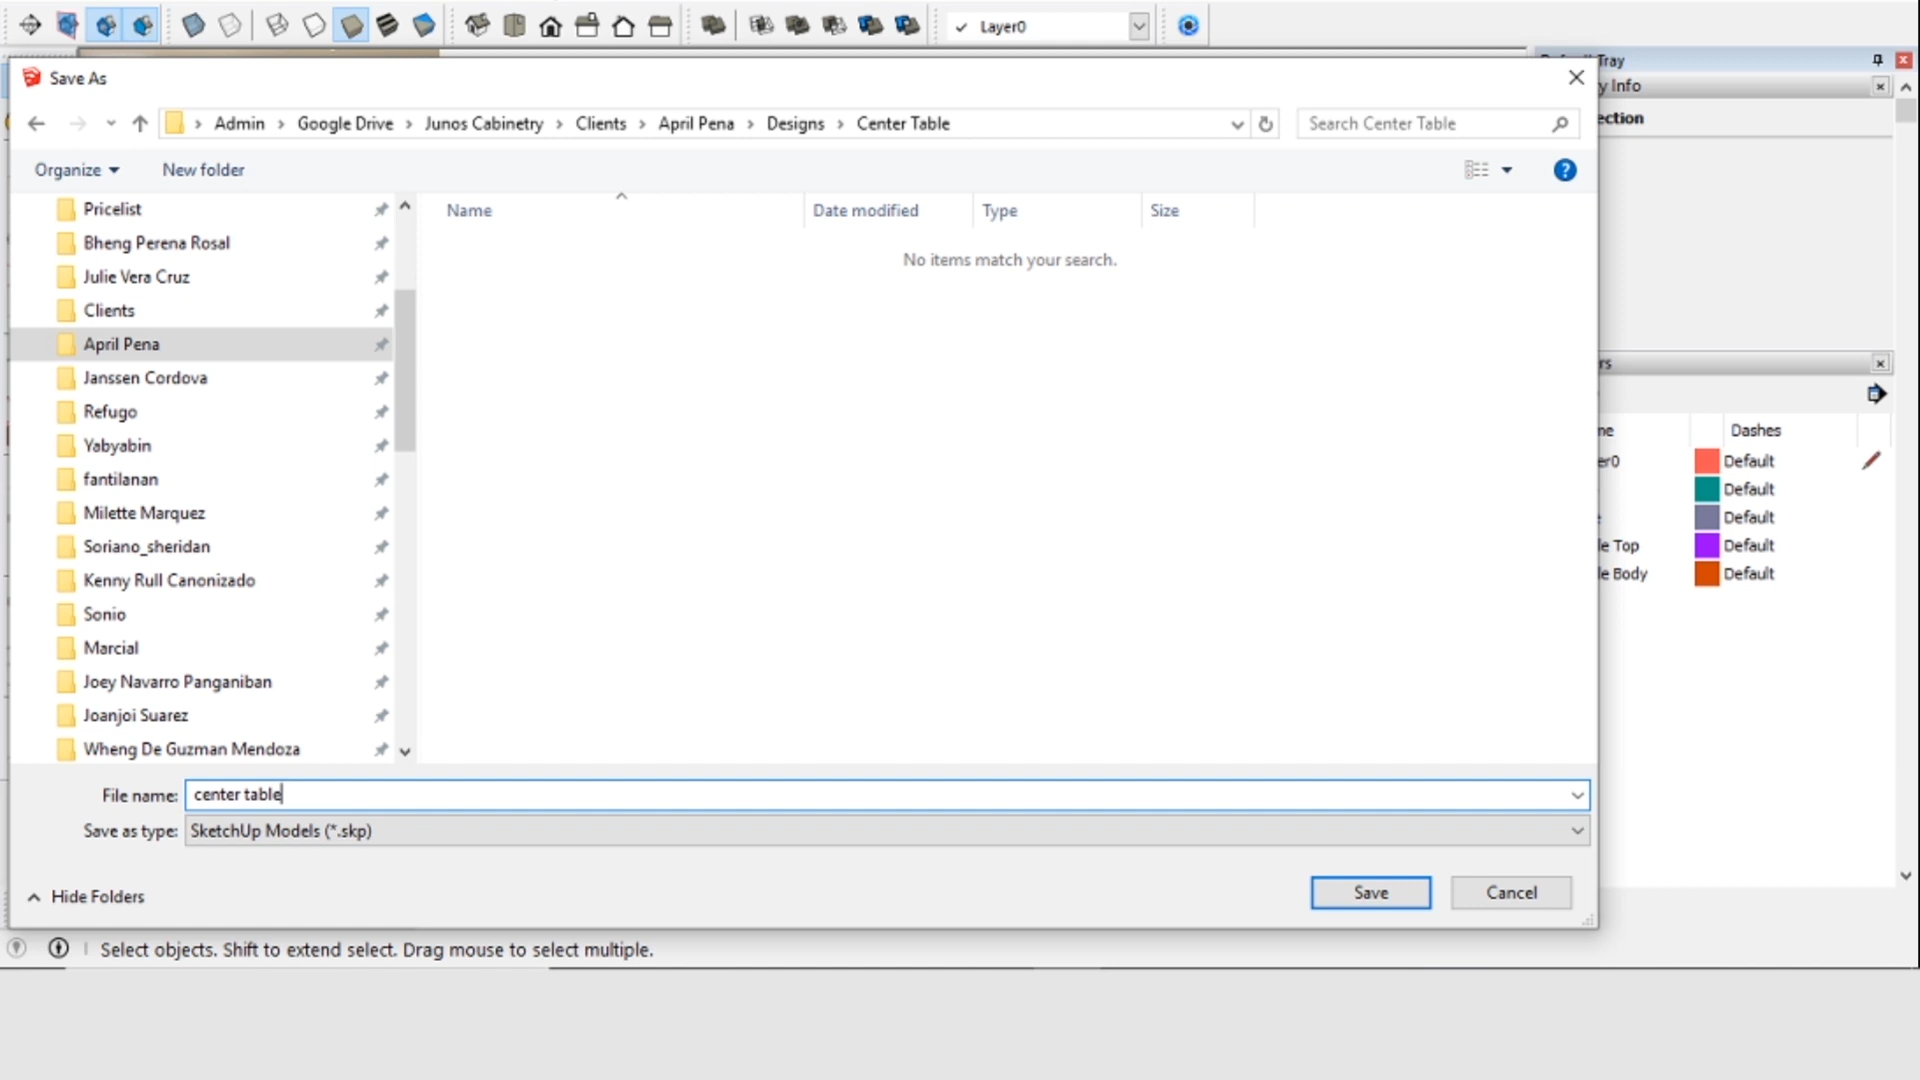 Layer0
Tray
Save As
y Info
Admin > Google Drive > Junos Cabinetry > Clients > April Pena > Designs > Center Table
Search Center Table
ection
Organize
New folder
Name
Date modified
Type
Size
No items match your search.
Pricelist
Bheng Perena Rosal
Julie Vera Cruz
Clients
April Pena
Janssen Cordova
Refugo
Yabyabin
fantilanan
Milette Marquez
Soriano_sheridan
Kenny Rull Canonizado
Sonio
Marcial
Joey Navarro Panganiban
Joanjoi Suarez
Wheng De Guzman Mendoza
rs
me
Dashes
er0
Default
Default
Default
le Top
Default
le Body
Default
File name: center table
Save as type: SketchUp Models (*.skp)
Hide Folders
Save
Cancel
Select objects. Shift to extend select. Drag mouse to select multiple.